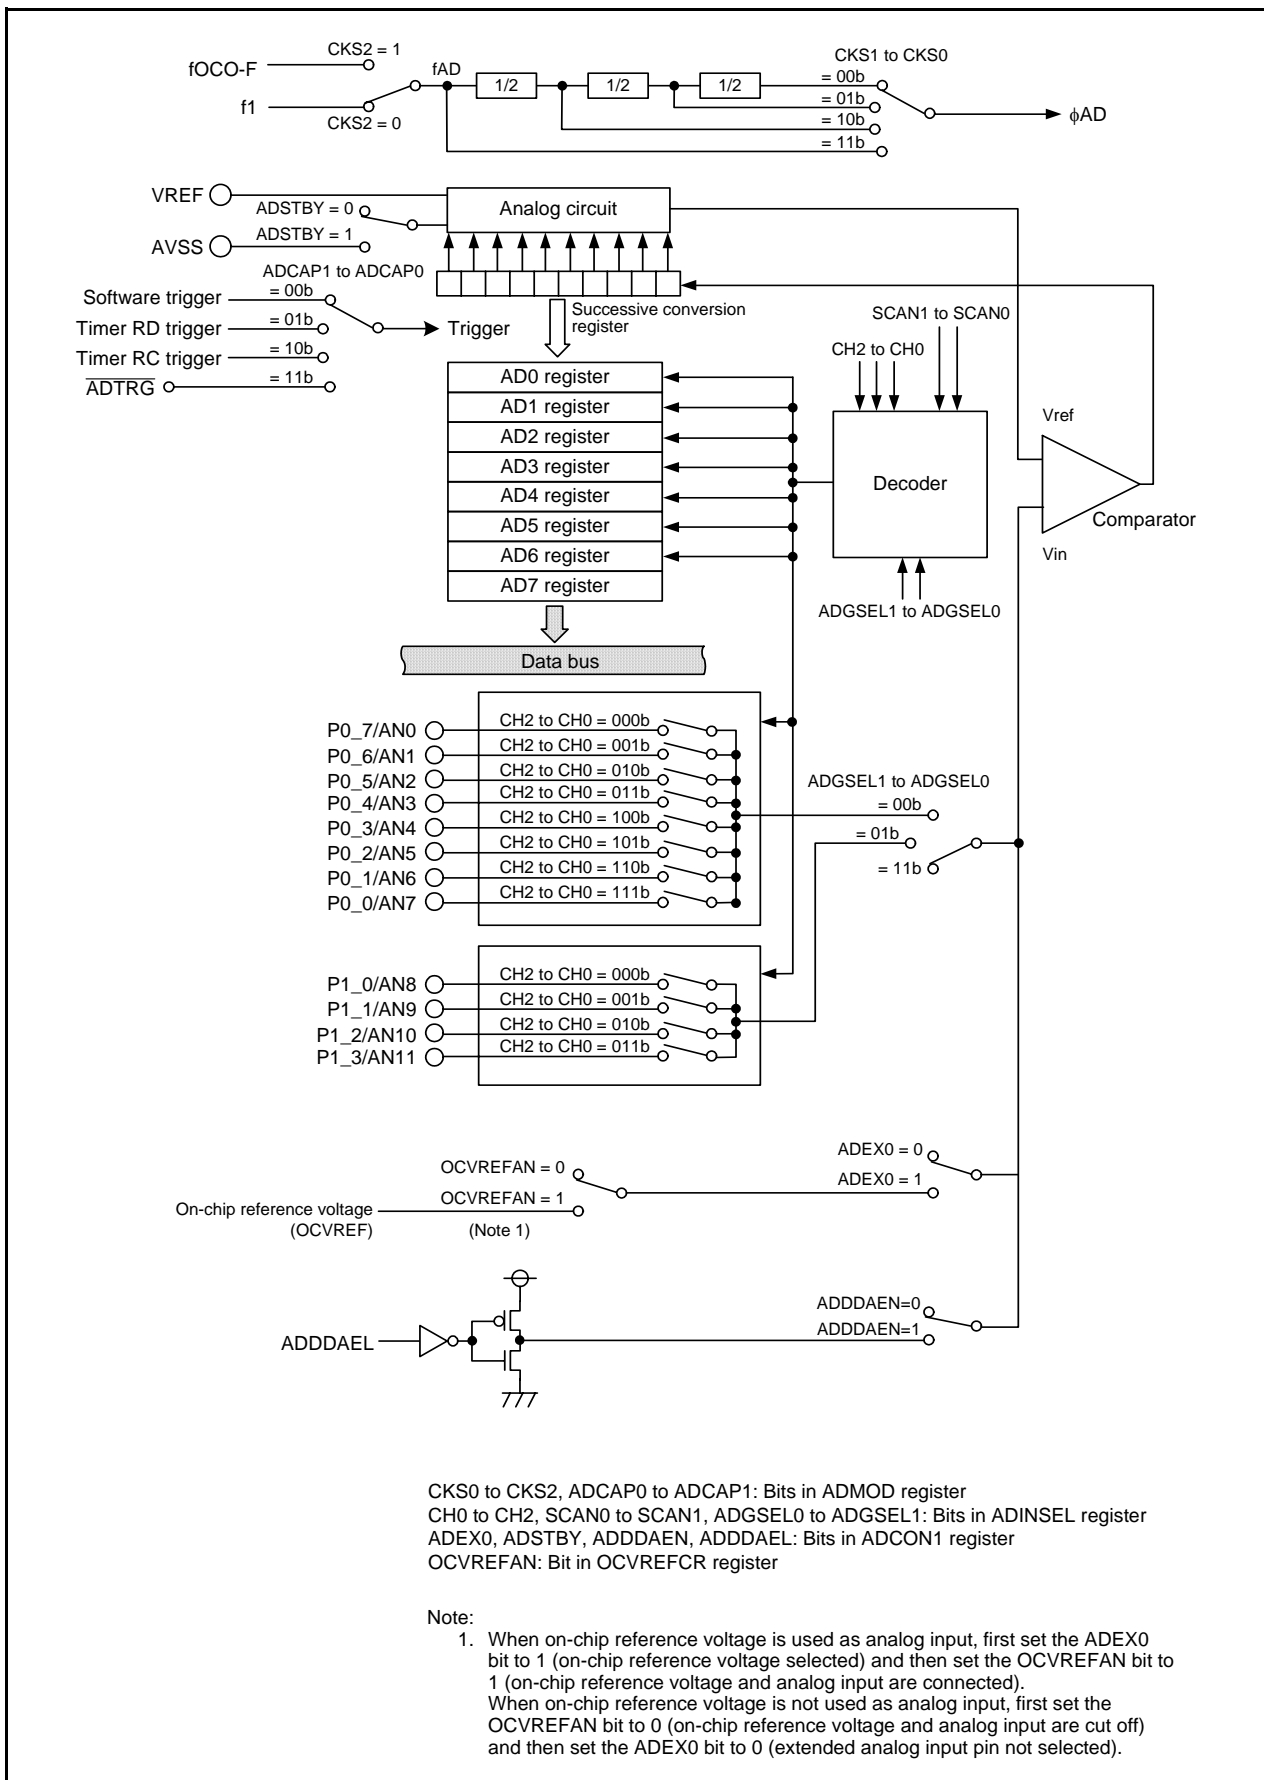 CKS2 = 1
fOCO-F
f1
CKS2 = 0
fAD
1/2
1/2
1/2
CKS1 to CKS0
= 00b
= 01b
= 10b
= 11b
ϕAD
VREF
AVSS
ADSTBY = 0
ADSTBY = 1
Analog circuit
ADCAP1 to ADCAP0
Software trigger
= 00b
Timer RD trigger
= 01b
Timer RC trigger
= 10b
ADTRG
= 11b
Trigger
Successive conversion
register
AD0 register
AD1 register
AD2 register
AD3 register
AD4 register
AD5 register
AD6 register
AD7 register
Data bus
SCAN1 to SCAN0
CH2 to CH0
Decoder
ADGSEL1 to ADGSEL0
Vref
Comparator
Vin
P0_7/AN0
CH2 to CH0 = 000b
P0_6/AN1
CH2 to CH0 = 001b
P0_5/AN2
CH2 to CH0 = 010b
P0_4/AN3
CH2 to CH0 = 011b
P0_3/AN4
CH2 to CH0 = 100b
P0_2/AN5
CH2 to CH0 = 101b
P0_1/AN6
CH2 to CH0 = 110b
P0_0/AN7
CH2 to CH0 = 111b
ADGSEL1 to ADGSEL0
= 00b
= 01b
= 11b
P1_0/AN8
CH2 to CH0 = 000b
P1_1/AN9
CH2 to CH0 = 001b
P1_2/AN10
CH2 to CH0 = 010b
P1_3/AN11
CH2 to CH0 = 011b
OCVREFAN = 0
OCVREFAN = 1
On-chip reference voltage
(OCVREF)
(Note 1)
ADEX0 = 0
ADEX0 = 1
ADDDAEL
ADDDAEN=0
ADDDAEN=1
CKS0 to CKS2, ADCAP0 to ADCAP1: Bits in ADMOD register
CH0 to CH2, SCAN0 to SCAN1, ADGSEL0 to ADGSEL1: Bits in ADINSEL register
ADEX0, ADSTBY, ADDDAEN, ADDDAEL: Bits in ADCON1 register
OCVREFAN: Bit in OCVREFCR register
Note:
1. When on-chip reference voltage is used as analog input, first set the ADEX0
bit to 1 (on-chip reference voltage selected) and then set the OCVREFAN bit to
1 (on-chip reference voltage and analog input are connected).
When on-chip reference voltage is not used as analog input, first set the
OCVREFAN bit to 0 (on-chip reference voltage and analog input are cut off)
and then set the ADEX0 bit to 0 (extended analog input pin not selected).